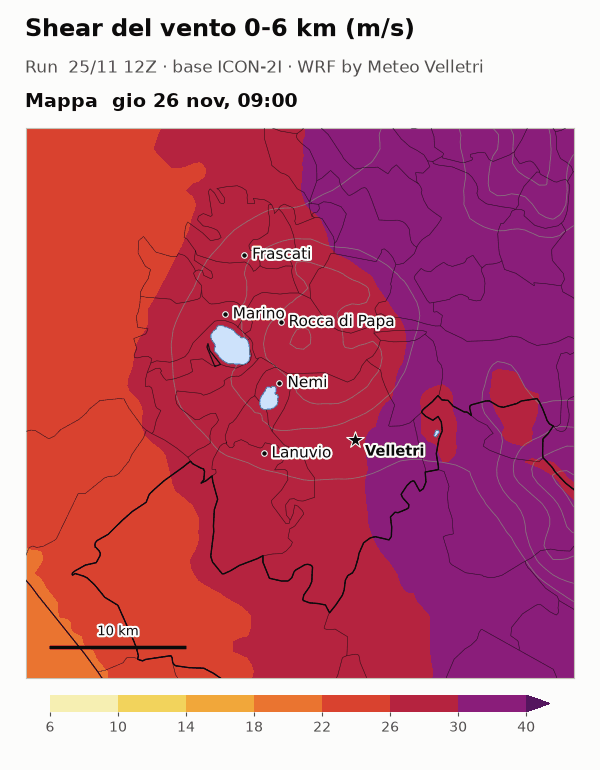 Shear del vento 0-6 km (m/s)
Run  25/11 12Z · base ICON-2I · WRF by Meteo Velletri
Mappa  gio 26 nov, 09:00
Frascati
Marino
Rocca di Papa
Nemi
Velletri
Lanuvio
10 km
6 10 14 18 22 26 30 40